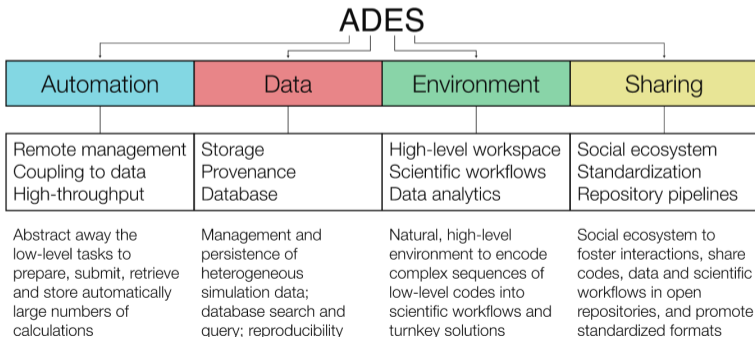 ADES
Automation
Data
Environment
Sharing
Remote management
Coupling to data
High-throughput
Storage
Provenance
Database
High-level workspace
Scientific workflows
Data analytics
Social ecosystem
Standardization
Repository pipelines
Abstract away the
low-level tasks to
prepare, submit, retrieve
and store automatically
large numbers of
calculations
Management and
persistence of
heterogeneous
simulation data;
database search and
query; reproducibility
Natural, high-level
environment to encode
complex sequences of
low-level codes into
scientific workflows and
turnkey solutions
Social ecosystem to
foster interactions, share
codes, data and scientific
workflows in open
repositories, and promote
standardized formats